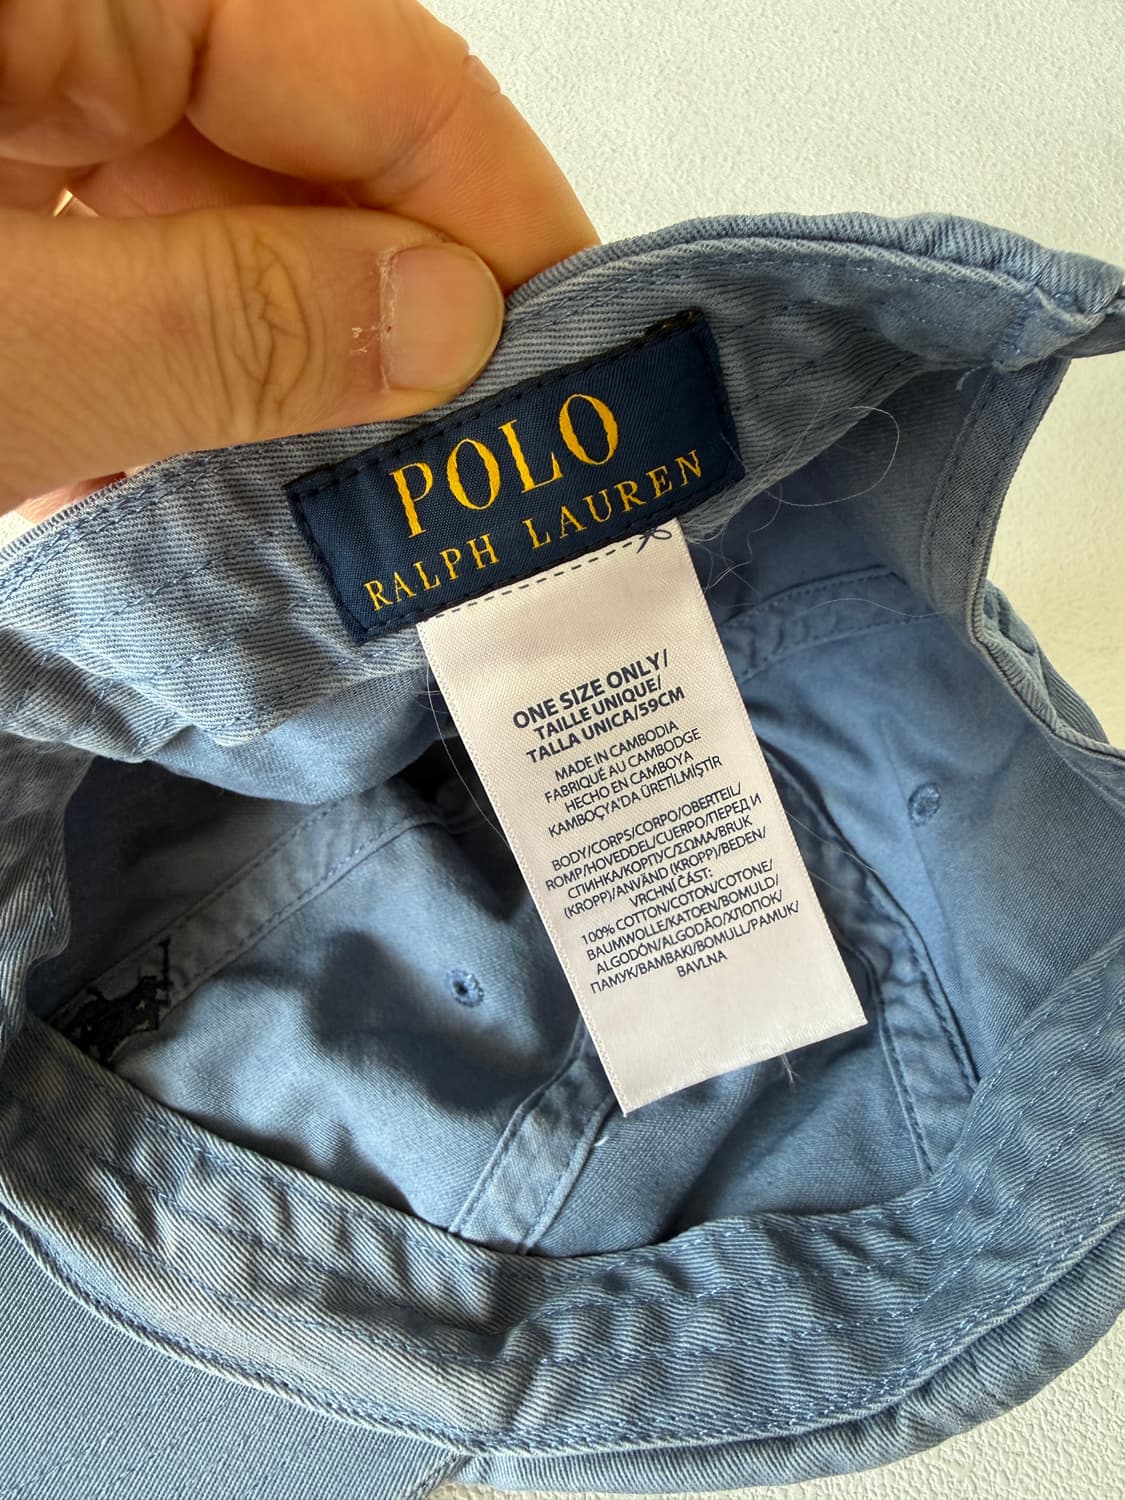 POLO
RALPH LAUREN
ONE SIZE ONLY/
TAILLE UNIQUE/
TALLA UNICA/59CM
MADE IN CAMBODIA
FABRIQUÉ AU CAMBODGE
HECHO EN CAMBOYA
KAMBOÇYA'DA ÜRETILMIŞTIR
BODY/CORPS/CORPO/OBERTEIL/
ROMP/HOVEDDEL/CUERPO/ПЕРЕД И
СПИНКА/КОРПУС/ΣΩΜΑ/BRUK
(KROPP)/ANVÄND (KROPP)/BEDEN/
VRCHNÍ ČÁST:
100% COTTON/COTON/COTONE/
BAUMWOLLE/KATOEN/BOMULD/
ALGODÓN/ALGODÃO/ХЛОПОК/
ПАМУК/BAMBAKI/BOMULL/PAMUK/
BAVLNA